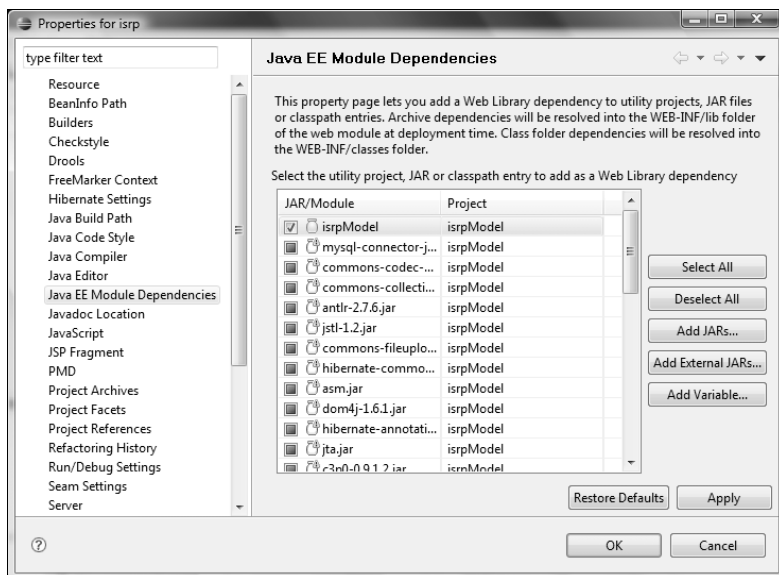 Properties for isrp
type filter text
Resource
BeanInfo Path
Builders
Checkstyle
Drools
FreeMarker Context
Hibernate Settings
Java Build Path
Java Code Style
Java Compiler
Java Editor
Java EE Module Dependencies
Javadoc Location
JavaScript
JSP Fragment
PMD
Project Archives
Project Facets
Project References
Refactoring History
Run/Debug Settings
Seam Settings
Server
Java EE Module Dependencies
This property page lets you add a Web Library dependency to utility projects, JAR files
or classpath entries. Archive dependencies will be resolved into the WEB-INF/lib folder
of the web module at deployment time. Class folder dependencies will be resolved into
the WEB-INF/classes folder.
Select the utility project, JAR or classpath entry to add as a Web Library dependency
JAR/Module Project
isrpModel isrpModel
mysql-connector-j... isrpModel
commons-codec-... isrpModel
commons-collecti... isrpModel
antlr-2.7.6.jar isrpModel
jstl-1.2.jar isrpModel
commons-fileuplo... isrpModel
hibernate-commo... isrpModel
asm.jar isrpModel
dom4j-1.6.1.jar isrpModel
hibernate-annotati... isrpModel
jta.jar isrpModel
c3p0-0.9.1.2.jar isrpModel
Select All
Deselect All
Add JARs...
Add External JARs...
Add Variable...
Restore Defaults
Apply
OK
Cancel